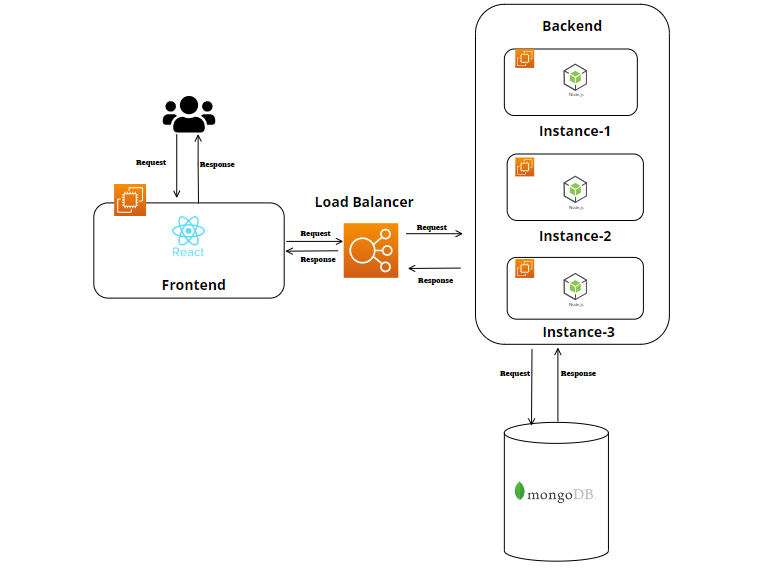 Backend
Node.js
Instance-1
Request
Response
Node.js
Load Balancer
Instance-2
React
Request
Response
Request
Response
Node.js
Frontend
Instance-3
Request
Response
mongoDB.